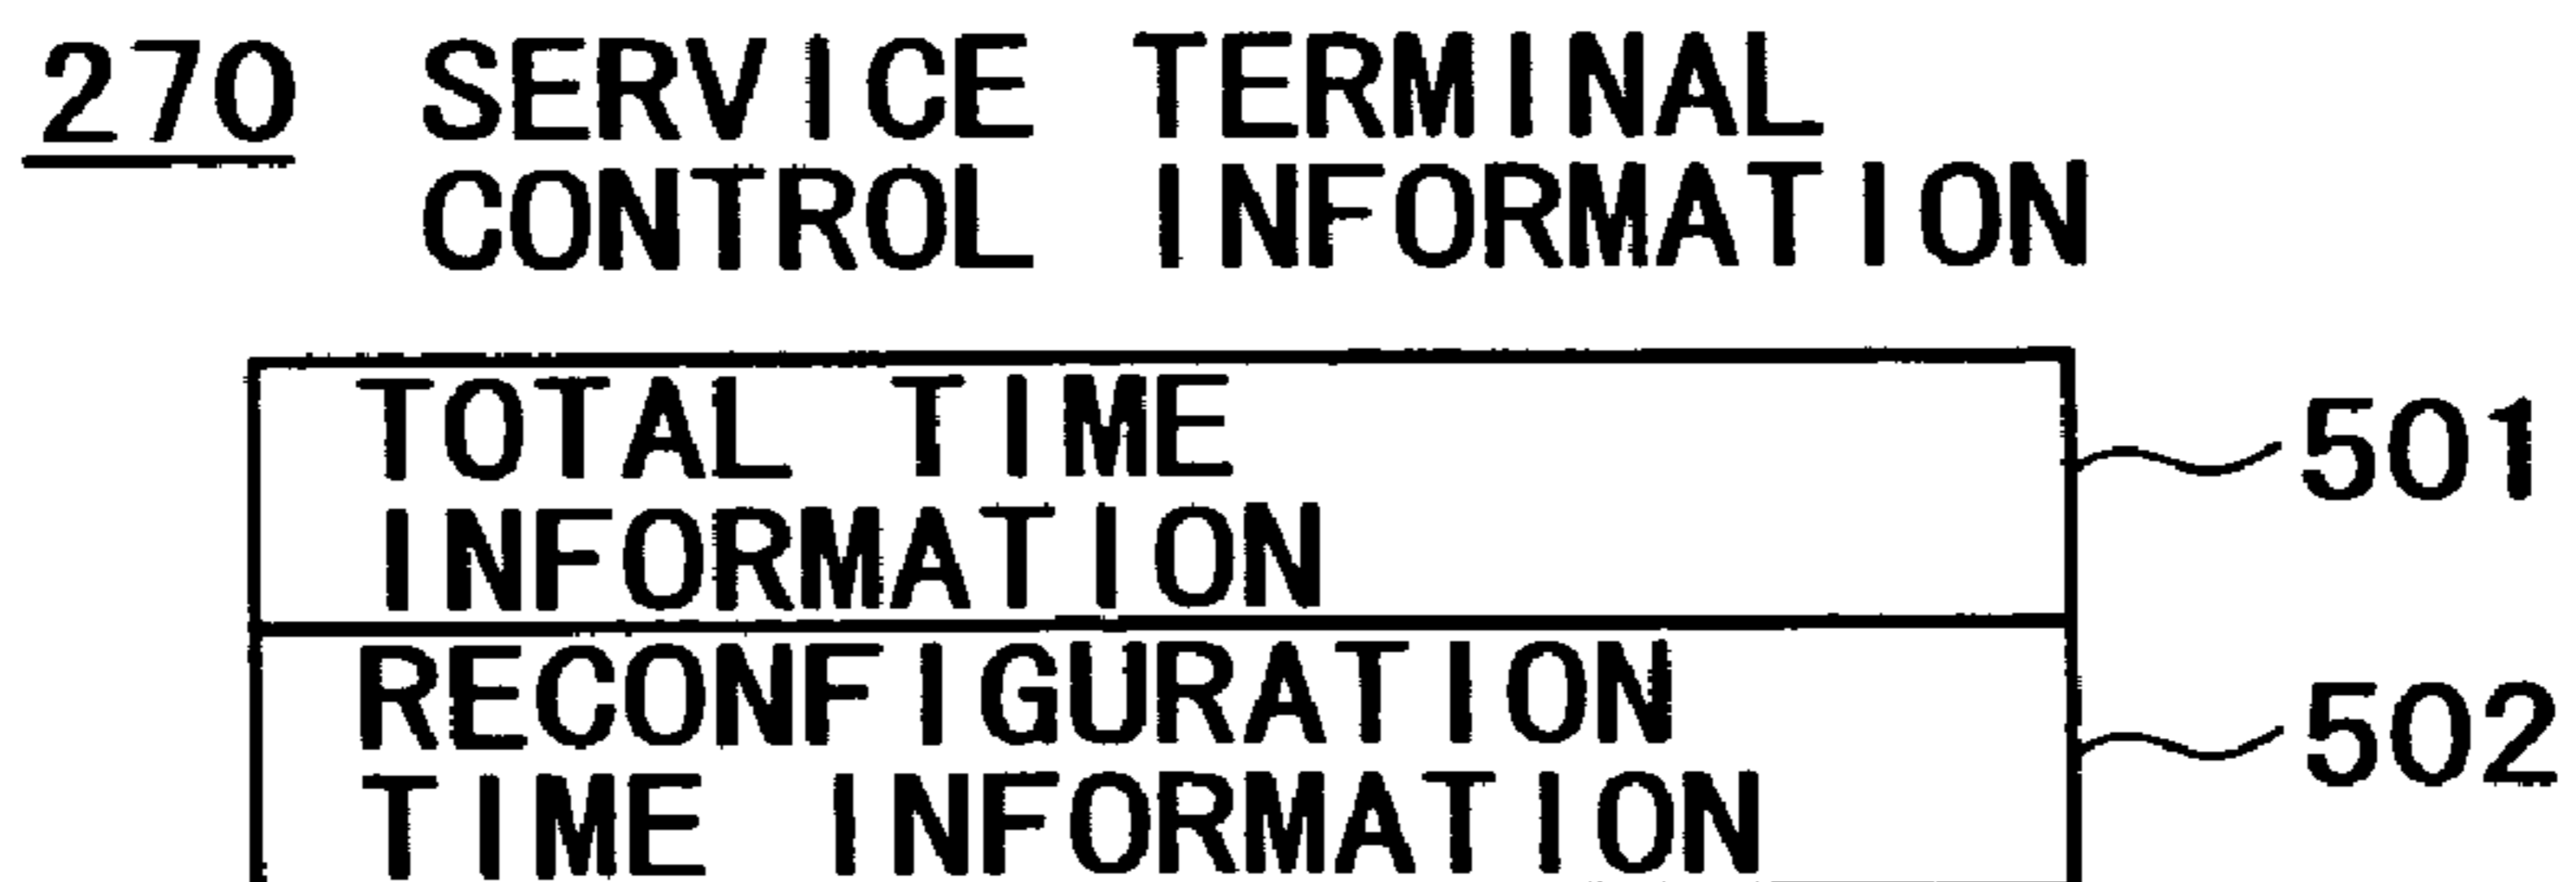 270 SERVICE TERMINAL
CONTROL INFORMATION
TOTAL TIME
INFORMATION
501
RECONFIGURATION
TIME INFORMATION
502